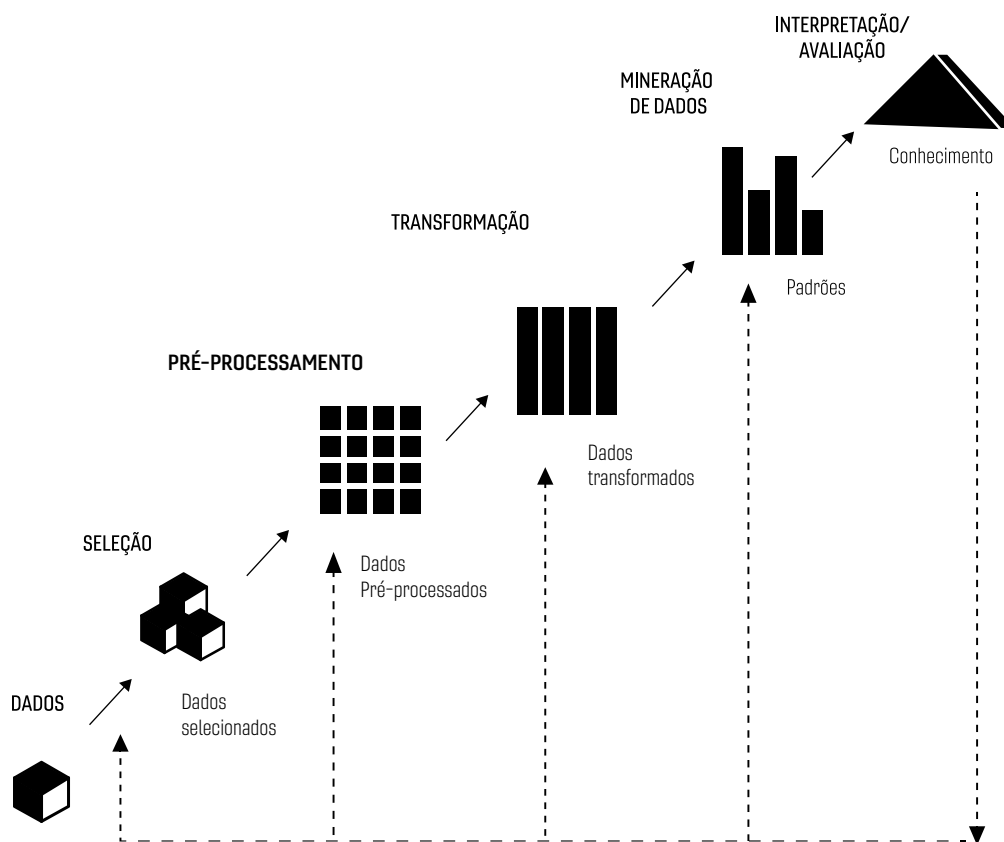 INTERPRETAÇÃO/
AVALIAÇÃO
MINERAÇÃO
DE DADOS
Conhecimento
TRANSFORMAÇÃO
Padrões
PRÉ-PROCESSAMENTO
Dados
transformados
SELEÇÃO
Dados
Pré-processados
DADOS
Dados
selecionados